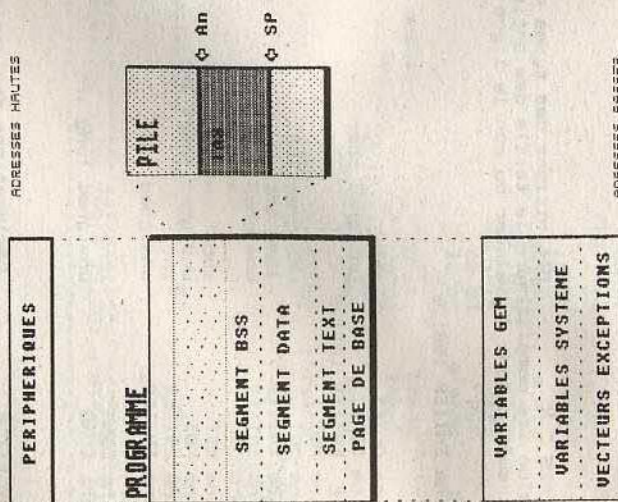 ADRESSES HAUTES
PERIPHERIQUES
PROGRAMME
PILE
An
SP
SEGMENT BSS
SEGMENT DATA
SEGMENT TEXT
PAGE DE BASE
VARIABLES GEM
VARIABLES SYSTEME
VECTEURS EXCEPTIONS